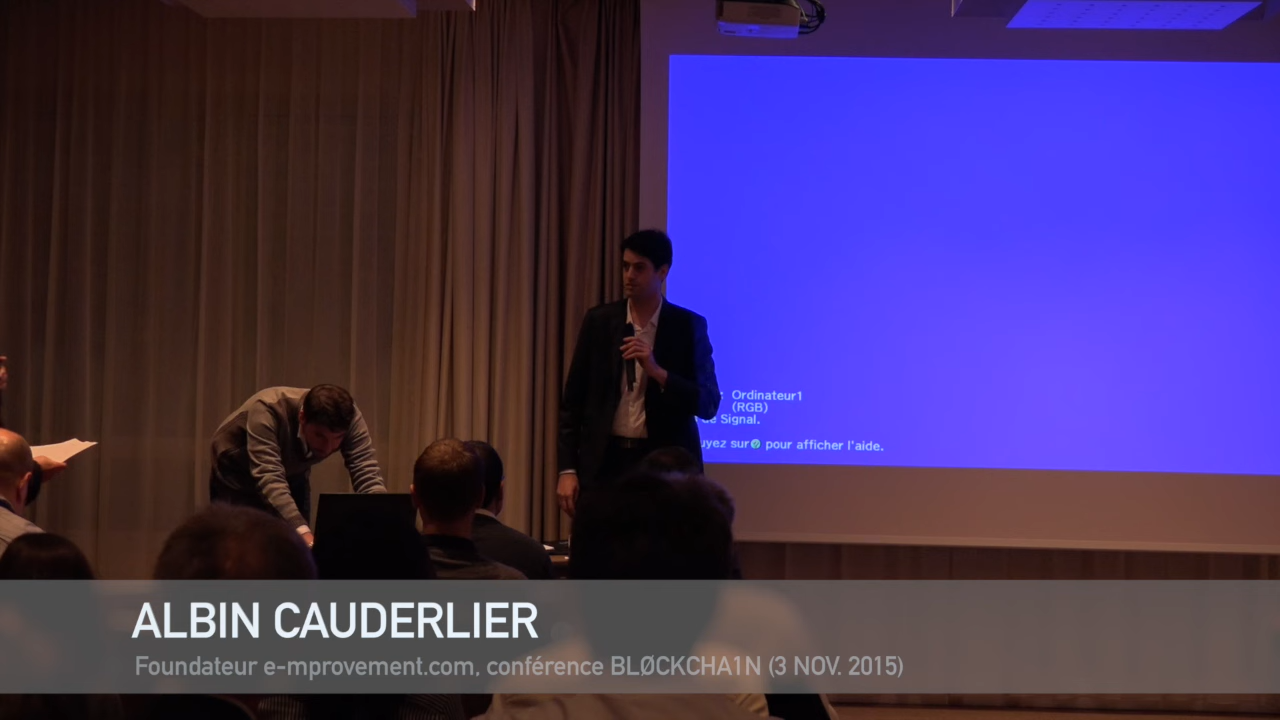 : Ordinateur1
(RGB)
Signal.
pour afficher l'aide.
ALBIN CAUDERLIER
Foundateur e-mprovement.com, conférence BLØCKCHA1N (3 NOV. 2015)